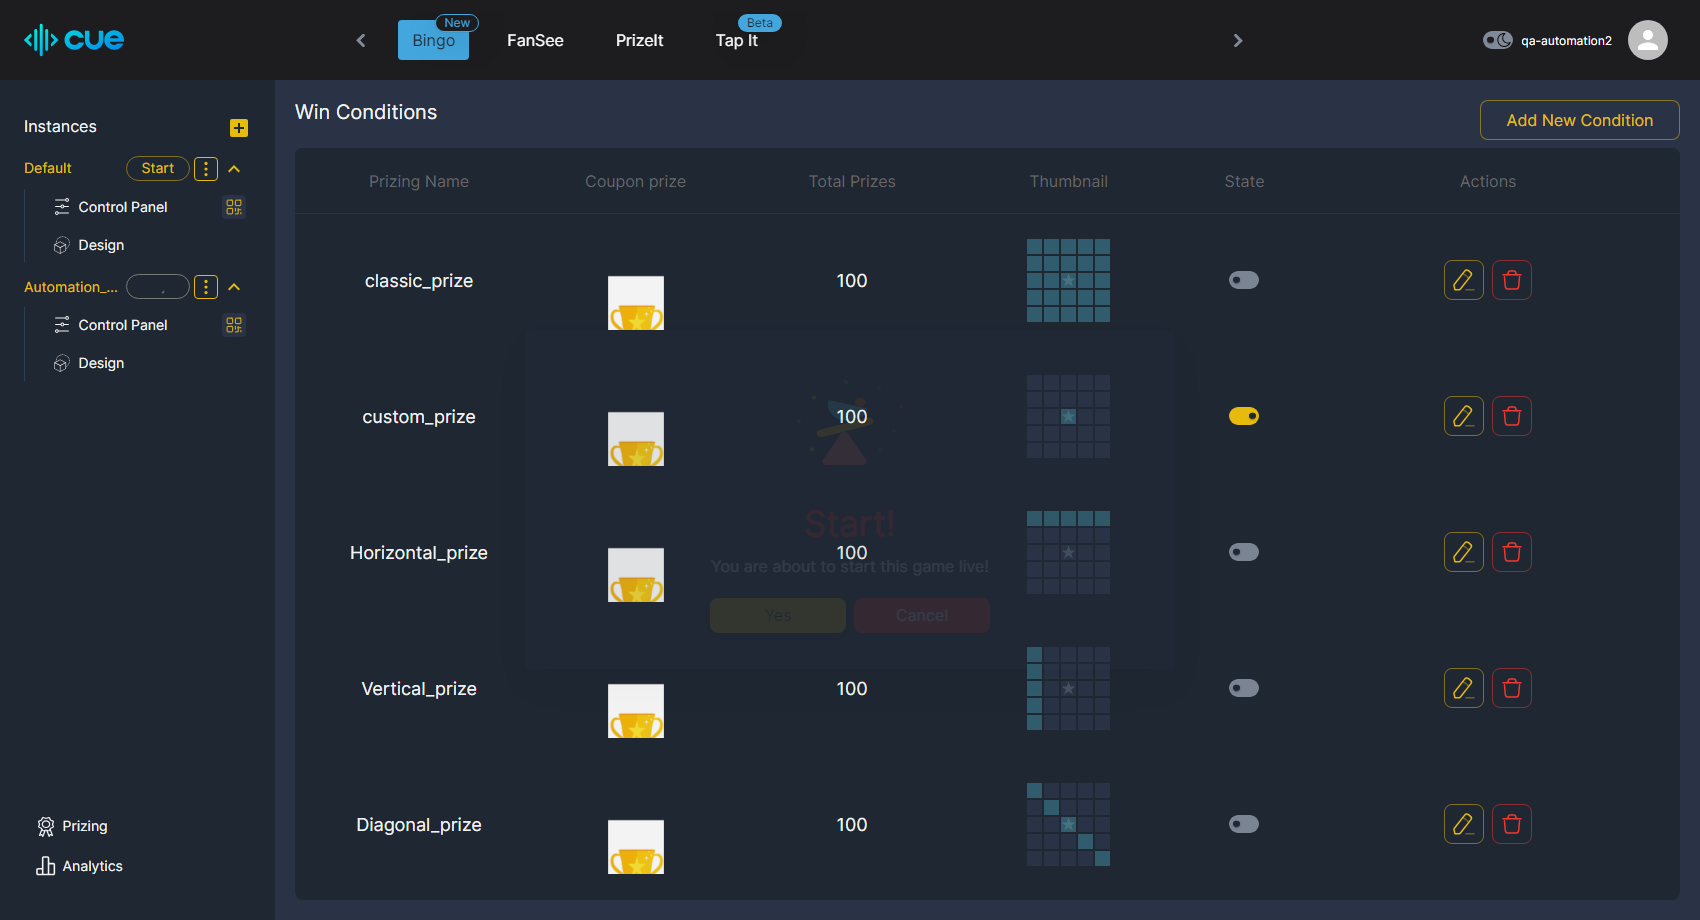 cue
New
Bingo
FanSee
PrizeIt
Beta
Tap It
qa-automation2
Instances
Default
Start
Control Panel
Design
Automation_...
Control Panel
Design
Prizing
Analytics
Win Conditions
Add New Condition
Prizing Name Coupon prize Total Prizes Thumbnail State Actions
classic_prize 100
custom_prize 100
Horizontal_prize 100
Vertical_prize 100
Diagonal_prize 100
Start!
You are about to start this game live!
Yes Cancel